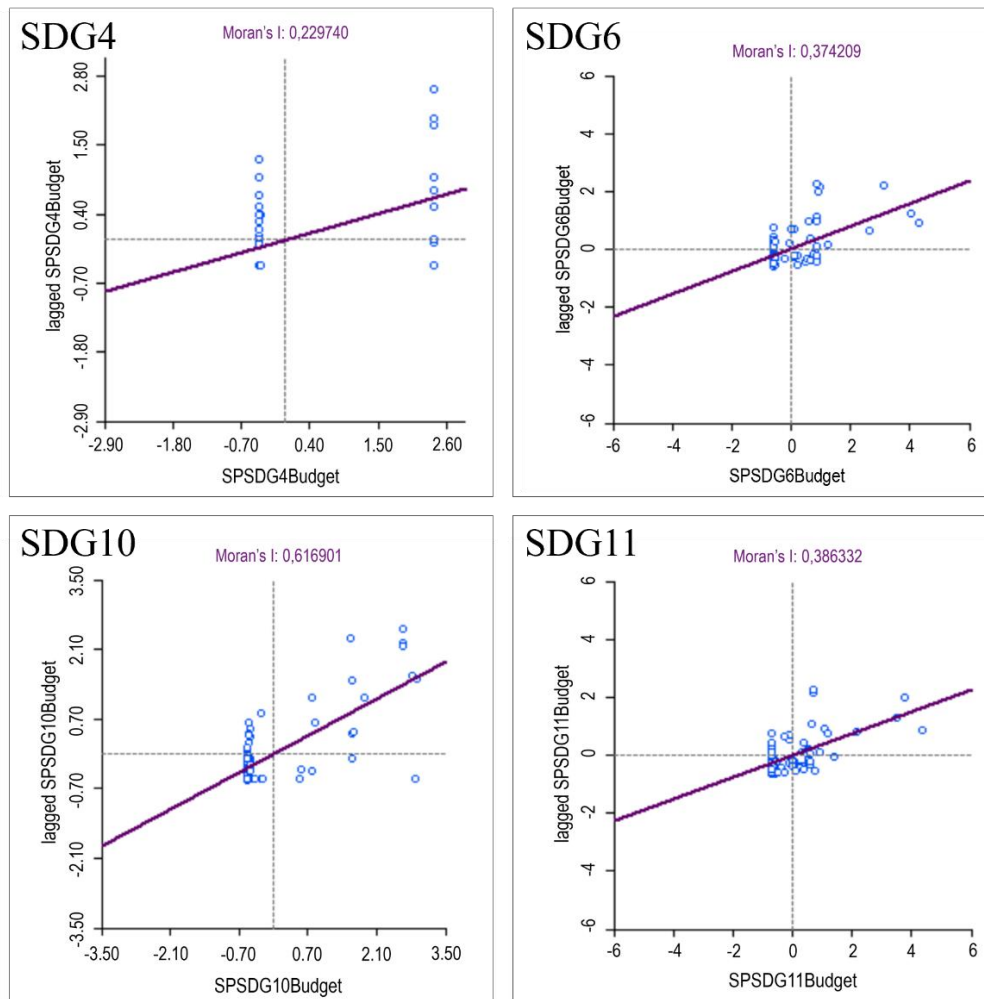 SDG4
Moran's I: 0,229740
lagged SPSDG4Budget
2.80
1.50
0.40
-0.70
-1.80
-2.90
-2.90 -1.80 -0.70 0.40 1.50 2.60
SPSDG4Budget
SDG6
Moran's I: 0,374209
lagged SPSDG6Budget
6
4
2
0
-2
-4
-6
-6 -4 -2 0 2 4 6
SPSDG6Budget
SDG10
Moran's I: 0,616901
lagged SPSDG10Budget
3.50
2.10
0.70
-0.70
-2.10
-3.50
-3.50 -2.10 -0.70 0.70 2.10 3.50
SPSDG10Budget
SDG11
Moran's I: 0,386332
lagged SPSDG11Budget
6
4
2
0
-2
-4
-6
-6 -4 -2 0 2 4 6
SPSDG11Budget